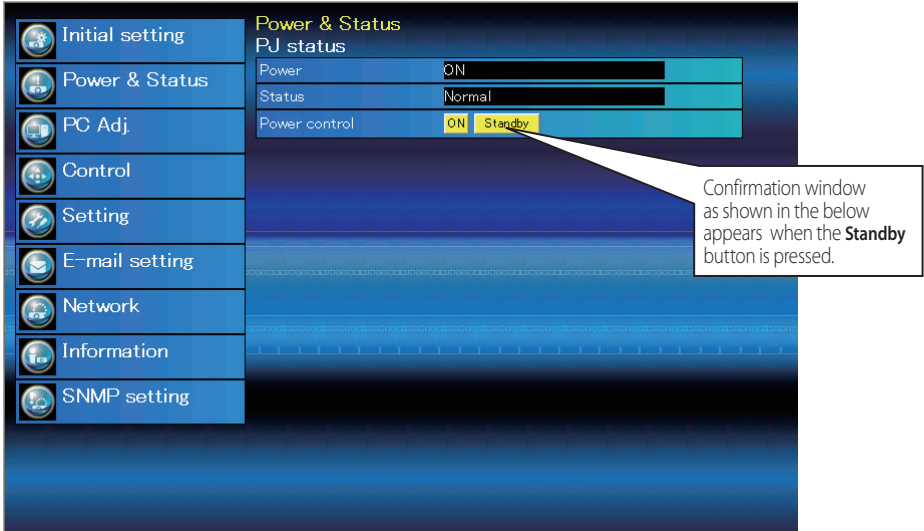 Initial setting
Power & Status
PC Adj.
Control
Setting
E-mail setting
Network
Information
SNMP setting
Power & Status
PJ status
Power ON
Status Normal
Power control ON Standby
Confirmation window
as shown in the below
appears when the Standby
button is pressed.